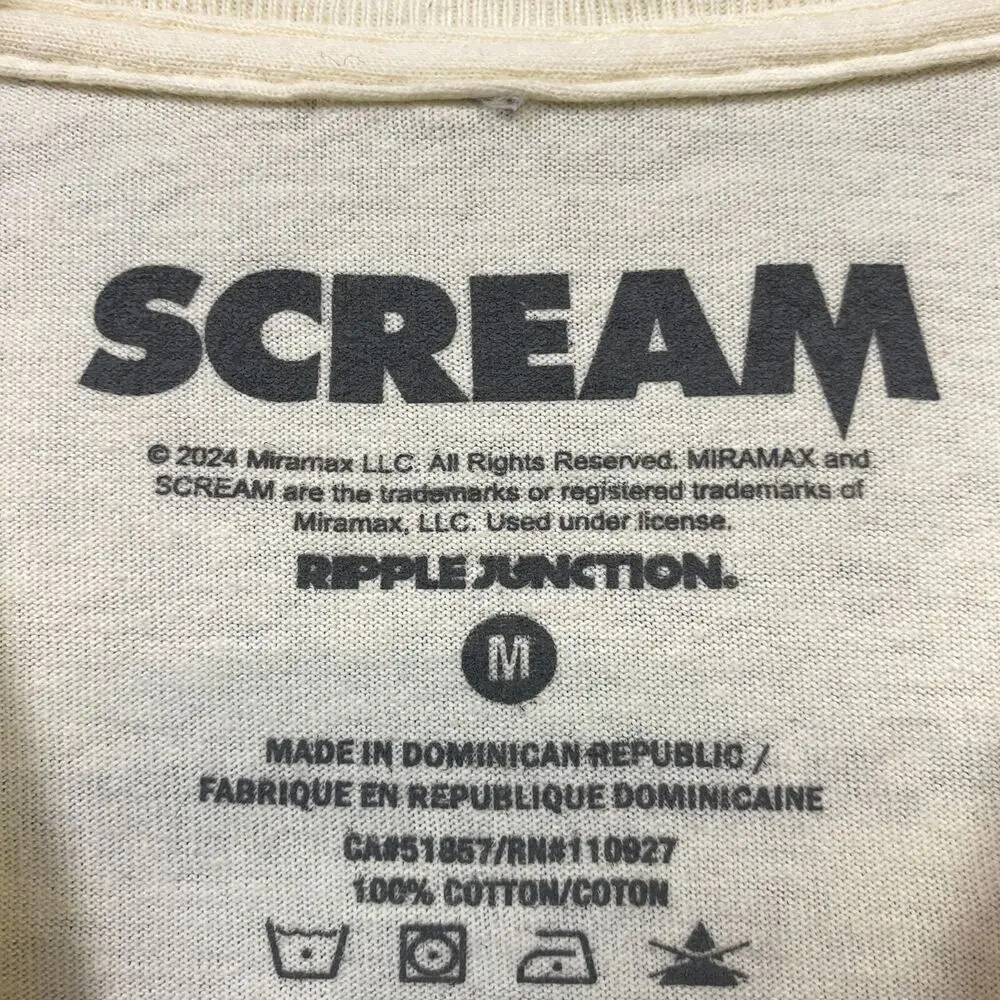 SCREAM
© 2024 Miramax LLC. All Rights Reserved. MIRAMAX and
SCREAM are the trademarks or registered trademarks of
Miramax, LLC. Used under license.
RIPPLE JUNCTION.
M
MADE IN DOMINICAN REPUBLIC /
FABRIQUE EN REPUBLIQUE DOMINICAINE
CA#51857/RN#110927
100% COTTON/COTON